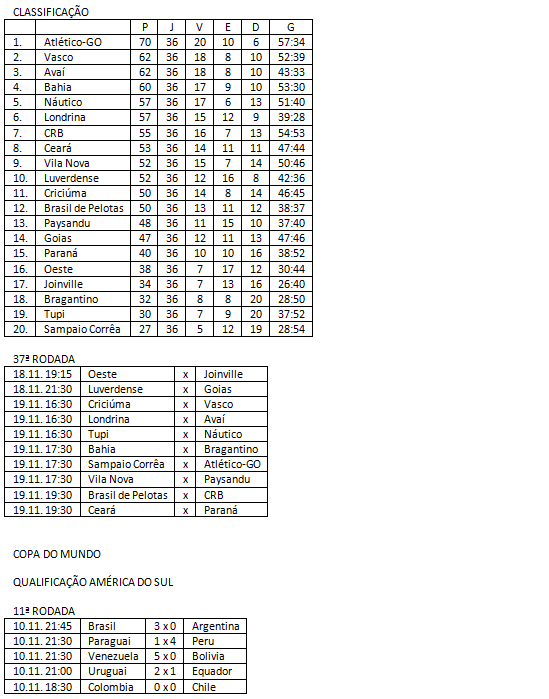 CLASSIFICAÇÃO
P J V E D G
1. Atlético-GO 70 36 20 10 6 57:34
2. Vasco 62 36 18 8 10 52:39
3. Avaí 62 36 18 8 10 43:33
4. Bahia 60 36 17 9 10 53:30
5. Náutico 57 36 17 6 13 51:40
6. Londrina 57 36 15 12 9 39:28
7. CRB 55 36 16 7 13 54:53
8. Ceará 53 36 14 11 11 47:44
9. Vila Nova 52 36 15 7 14 50:46
10. Luverdense 52 36 12 16 8 42:36
11. Criciúma 50 36 14 8 14 46:45
12. Brasil de Pelotas 50 36 13 11 12 38:37
13. Paysandu 48 36 11 15 10 37:40
14. Goias 47 36 12 11 13 47:46
15. Paraná 40 36 10 10 16 38:52
16. Oeste 38 36 7 17 12 30:44
17. Joinville 34 36 7 13 16 26:40
18. Bragantino 32 36 8 8 20 28:50
19. Tupi 30 36 7 9 20 37:52
20. Sampaio Corrêa 27 36 5 12 19 28:54
37ª RODADA
18.11. 19:15 Oeste x Joinville
18.11. 21:30 Luverdense x Goias
19.11. 16:30 Criciúma x Vasco
19.11. 16:30 Londrina x Avaí
19.11. 16:30 Tupi x Náutico
19.11. 17:30 Bahia x Bragantino
19.11. 17:30 Sampaio Corrêa x Atlético-GO
19.11. 17:30 Vila Nova x Paysandu
19.11. 19:30 Brasil de Pelotas x CRB
19.11. 19:30 Ceará x Paraná
COPA DO MUNDO
QUALIFICAÇÃO AMÉRICA DO SUL
11ª RODADA
10.11. 21:45 Brasil 3 x 0 Argentina
10.11. 21:30 Paraguai 1 x 4 Peru
10.11. 21:30 Venezuela 5 x 0 Bolivia
10.11. 21:00 Uruguai 2 x 1 Equador
10.11. 18:30 Colombia 0 x 0 Chile